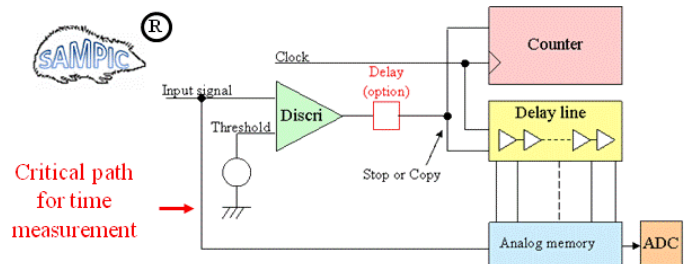 SAMPIC
R
Clock
Input signal
Threshold
Discri
Delay
(option)
Stop or Copy
Counter
Delay line
Analog memory
ADC
Critical path
for time
measurement